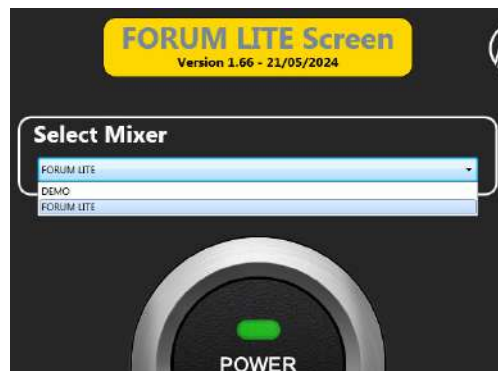 FORUM LITE Screen
Version 1.66 - 21/05/2024
Select Mixer
FORUM LITE
DEMO
FORUM LITE
POWER